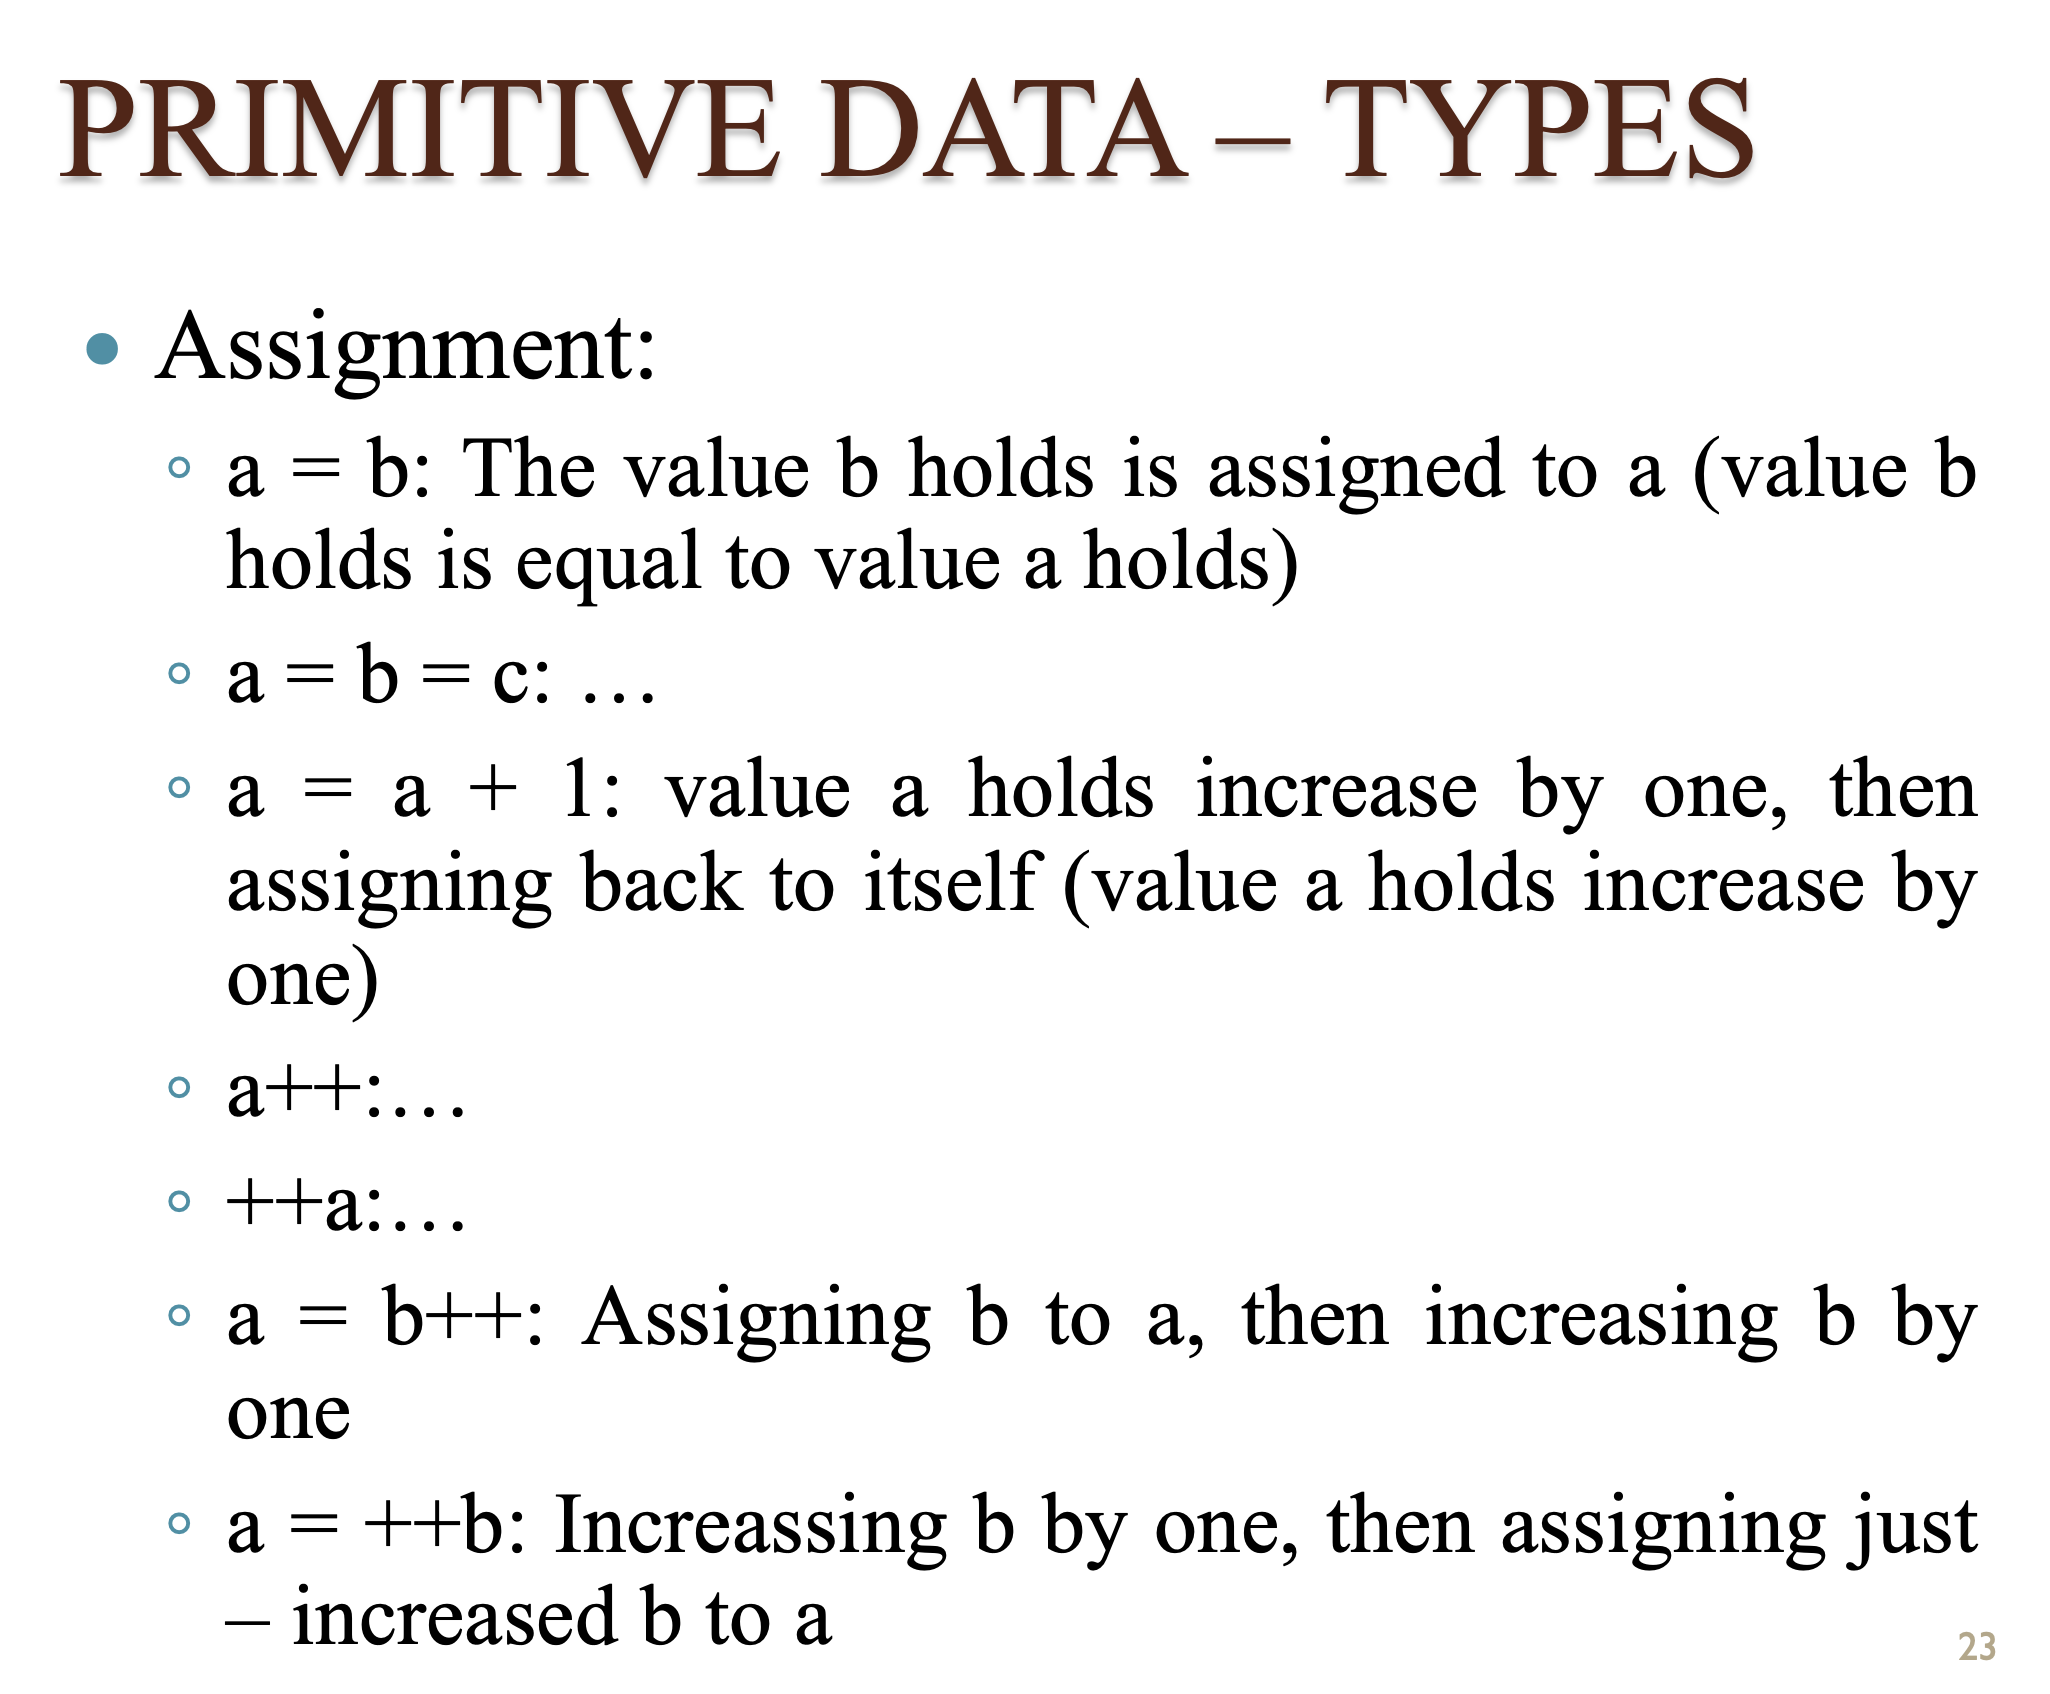 PRIMITIVE DATA – TYPES
• Assignment:
◦ a = b: The value b holds is assigned to a (value b
holds is equal to value a holds)
◦ a = b = c: …
◦ a = a + 1: value a holds increase by one, then
assigning back to itself (value a holds increase by
one)
◦ a++:…
◦ ++a:…
◦ a = b++: Assigning b to a, then increasing b by
one
◦ a = ++b: Increassing b by one, then assigning just
– increased b to a
23